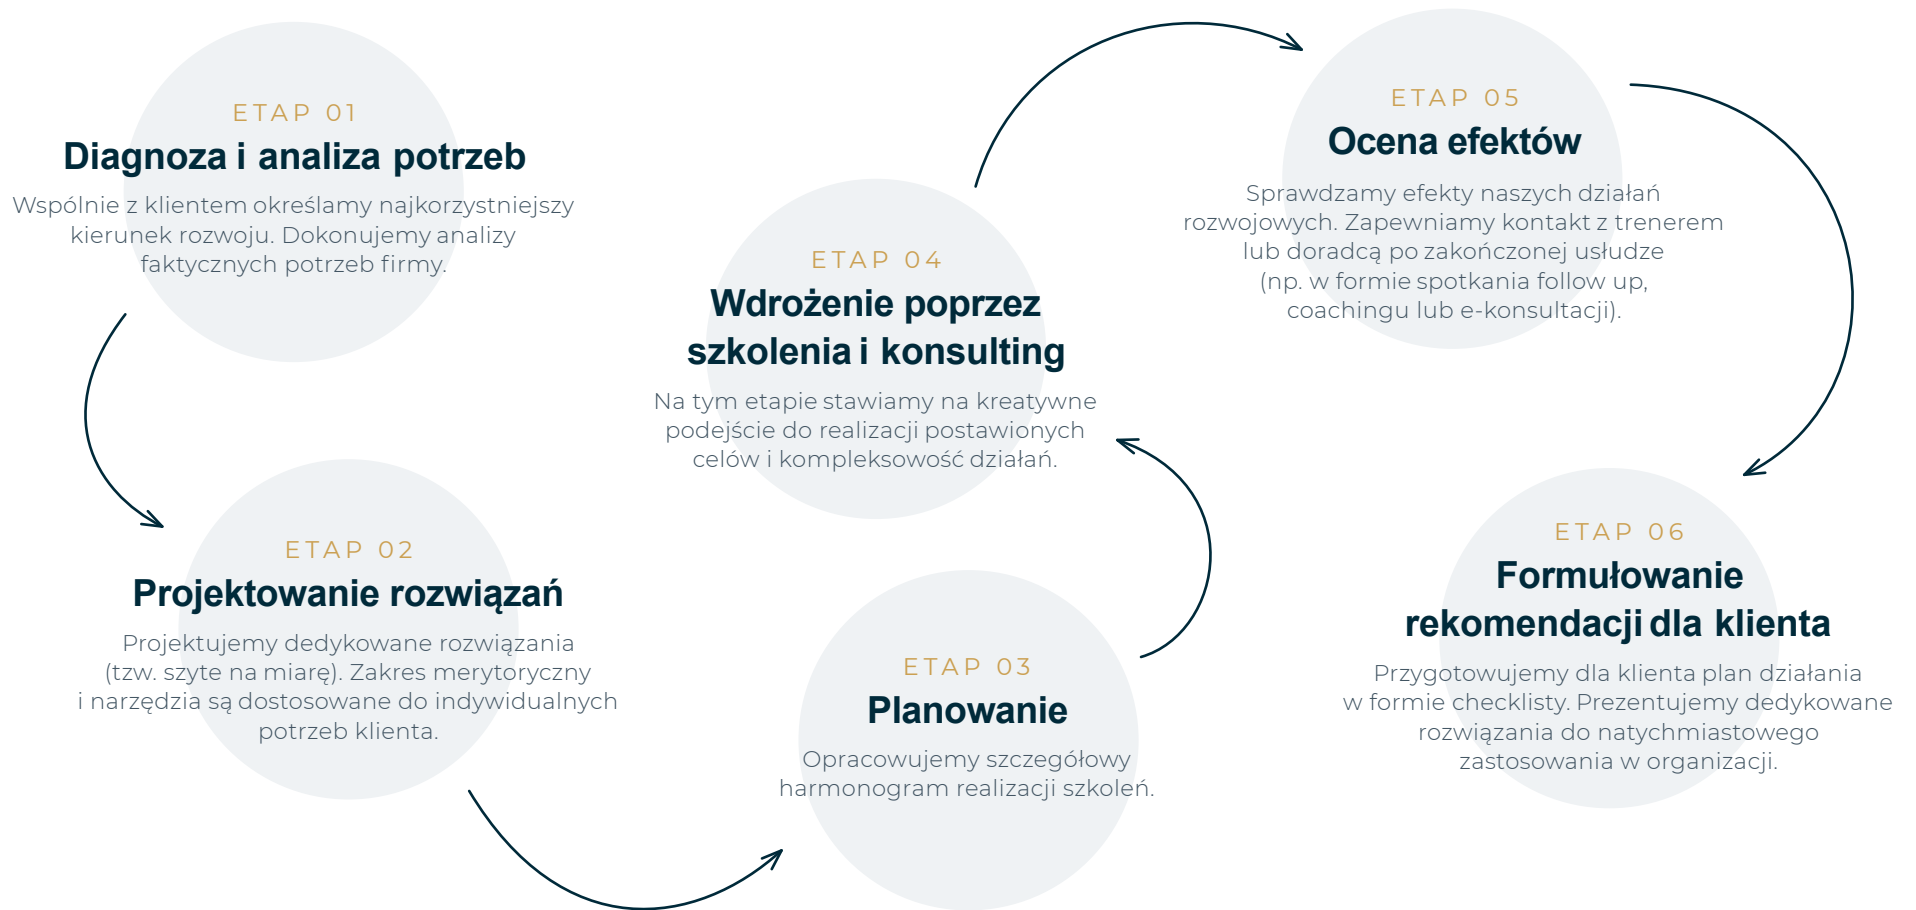 ETAP 01
Diagnoza i analiza potrzeb
Wspólnie z klientem określamy najkorzystniejszy
kierunek rozwoju. Dokonujemy analizy
faktycznych potrzeb firmy.
ETAP 02
Projektowanie rozwiązań
Projektujemy dedykowane rozwiązania
(tzw. szyte na miarę). Zakres merytoryczny
i narzędzia są dostosowane do indywidualnych
potrzeb klienta.
ETAP 03
Planowanie
Opracowujemy szczegółowy
harmonogram realizacji szkoleń.
ETAP 04
Wdrożenie poprzez
szkolenia i konsulting
Na tym etapie stawiamy na kreatywne
podejście do realizacji postawionych
celów i kompleksowość działań.
ETAP 05
Ocena efektów
Sprawdzamy efekty naszych działań
rozwojowych. Zapewniamy kontakt z trenerem
lub doradcą po zakończonej usłudze
(np. w formie spotkania follow up,
coachingu lub e-konsultacji).
ETAP 06
Formułowanie
rekomendacji dla klienta
Przygotowujemy dla klienta plan działania
w formie checklisty. Prezentujemy dedykowane
rozwiązania do natychmiastowego
zastosowania w organizacji.